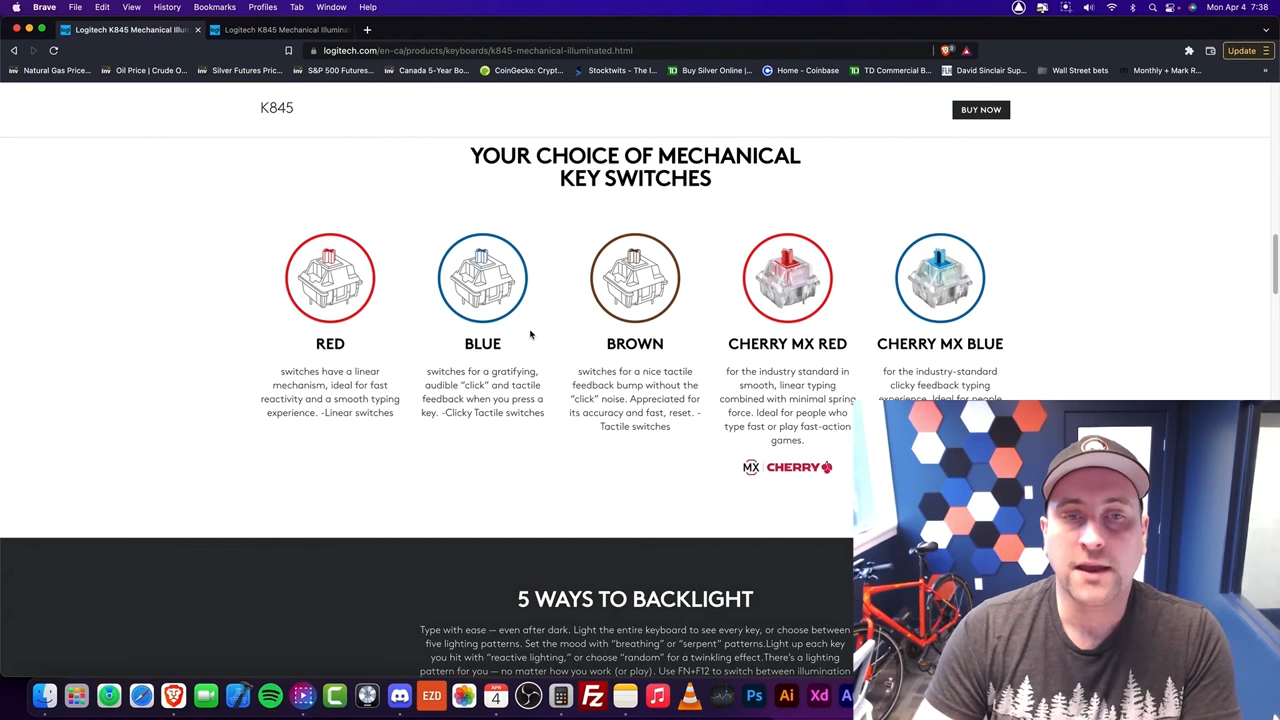 Brave File Edit View History Bookmarks Profiles Tab Window Help Mon Apr 4 7:38
Logitech K845 Mechanical Illum Logitech K845 Mechanical Illumina
logitech.com/en-ca/products/keyboards/k845-mechanical-illuminated.html Update
Natural Gas Price... Oil Price | Crude O... Silver Futures Pric... S&P 500 Futures... Canada 5-Year Bo... CoinGecko: Crypt... Stocktwits - The l... Buy Silver Online |... Home - Coinbase TD Commercial B... David Sinclair Sup... Wall Street bets Monthly + Mark R...
K845
BUY NOW
YOUR CHOICE OF MECHANICAL
KEY SWITCHES
RED
switches have a linear
mechanism, ideal for fast
reactivity and a smooth typing
experience. -Linear switches
BLUE
switches for a gratifying,
audible “click” and tactile
feedback when you press a
key. -Clicky Tactile switches
BROWN
switches for a nice tactile
feedback bump without the
“click” noise. Appreciated for
its accuracy and fast, reset. -
Tactile switches
CHERRY MX RED
for the industry standard in
smooth, linear typing
combined with minimal spring
force. Ideal for people who
type fast or play fast-action
games.
MX CHERRY
CHERRY MX BLUE
for the industry-standard
clicky feedback typing
experience. Ideal for people
5 WAYS TO BACKLIGHT
Type with ease — even after dark. Light the entire keyboard to see every key, or choose between
five lighting patterns. Set the mood with “breathing” or “serpent” patterns.Light up each key
you hit with “reactive lighting,” or choose “random” for a twinkling effect.There’s a lighting
pattern for you — no matter how you work (or play). Use FN+F12 to switch between illumination
APR
4
EZD
Ps
Ai
Xd